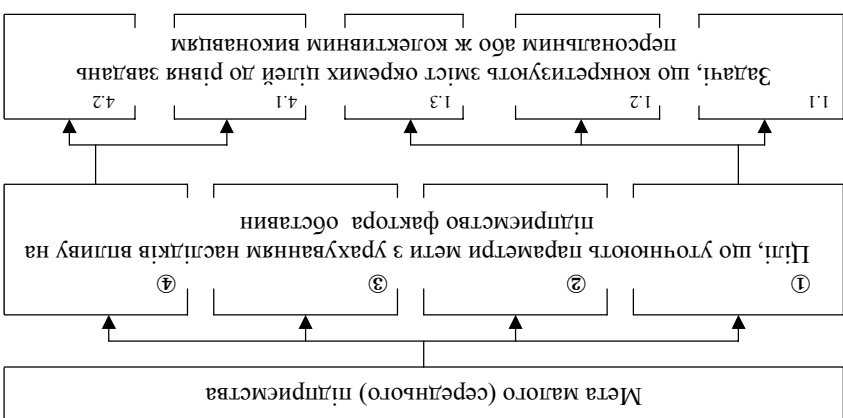 Мета малого (середнього) підприємства
① ② ③ ④
Цілі, що уточнюють параметри мети з урахуванням наслідків впливу на
підприємство фактора обставин
1.1 1.2 1.3 4.1 4.2
Задачі, що конкретизують зміст окремих цілей до рівня завдань
персональним або ж колективним виконавцям